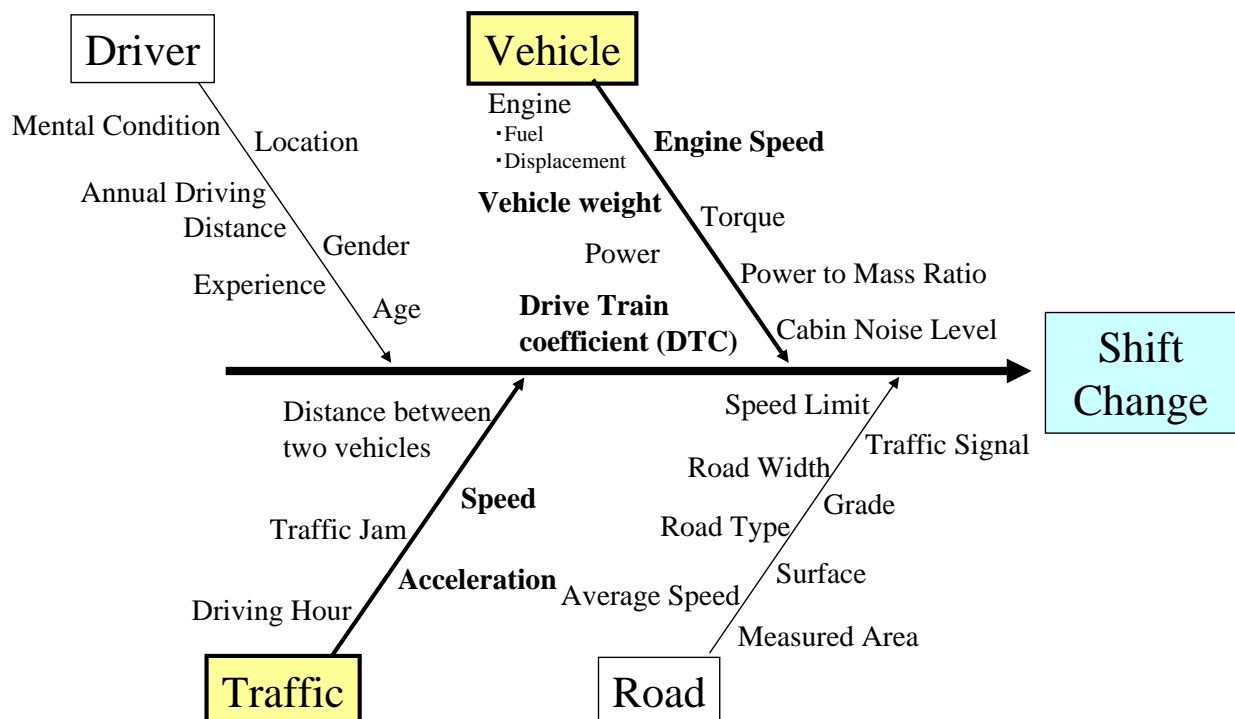 Driver
Mental Condition
Location
Annual Driving
Distance
Gender
Experience
Age
Vehicle
Engine
・Fuel
・Displacement
Engine Speed
Vehicle weight
Torque
Power
Power to Mass Ratio
Drive Train
coefficient (DTC)
Cabin Noise Level
Shift
Change
Distance between
two vehicles
Speed
Traffic Jam
Acceleration
Driving Hour
Traffic
Speed Limit
Traffic Signal
Road Width
Grade
Road Type
Surface
Average Speed
Measured Area
Road